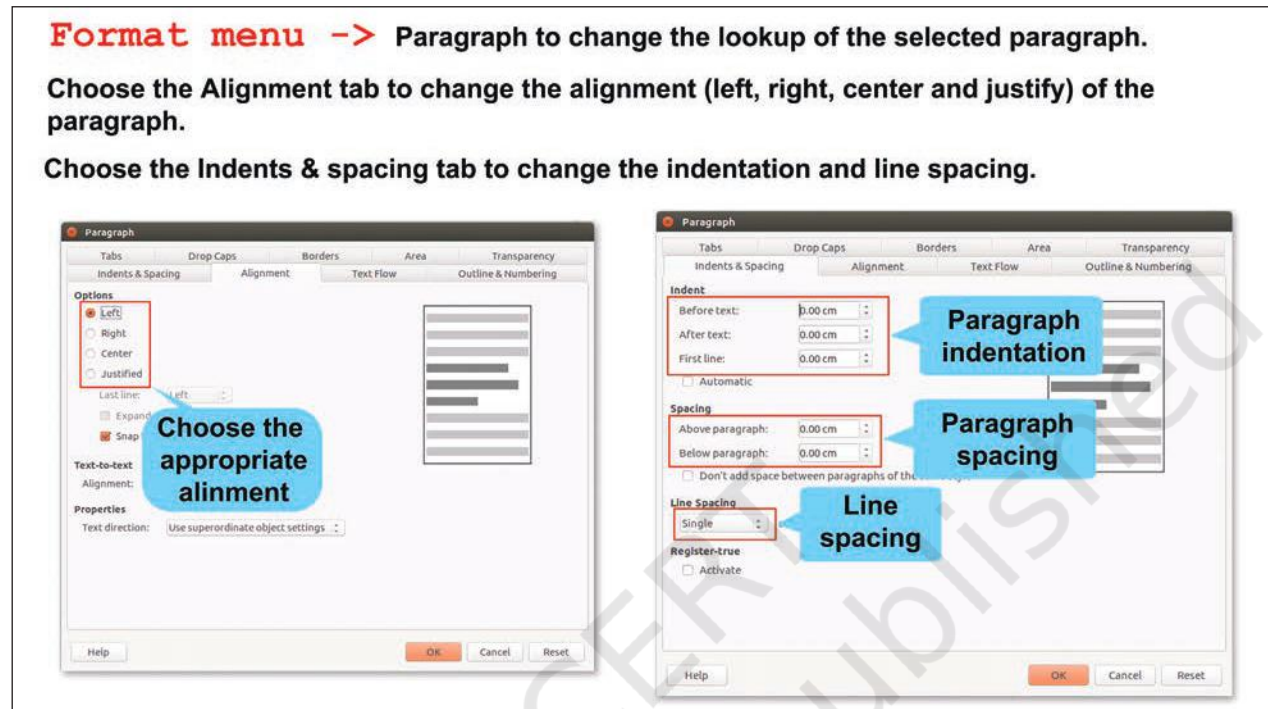 Format menu -> Paragraph to change the lookup of the selected paragraph.
Choose the Alignment tab to change the alignment (left, right, center and justify) of the
paragraph.
Choose the Indents & spacing tab to change the indentation and line spacing.
Paragraph
Tabs Drop Caps Borders Area Transparency
Indents & Spacing Alignment Text Flow Outline & Numbering
Options
Left
Right
Center
Justified
Last line: Left
Expand
Snap
Choose the
appropriate
alinment
Text-to-text
Alignment:
Properties
Text direction: Use superordinate object settings
Help OK Cancel Reset
Paragraph
Tabs Drop Caps Borders Area Transparency
Indents & Spacing Alignment Text Flow Outline & Numbering
Indent
Before text: 0.00 cm
After text: 0.00 cm
First line: 0.00 cm
Automatic
Paragraph
indentation
Spacing
Above paragraph: 0.00 cm
Below paragraph: 0.00 cm
Don't add space between paragraphs of the
Paragraph
spacing
Line Spacing
Single
Line
spacing
Register-true
Activate
Help OK Cancel Reset